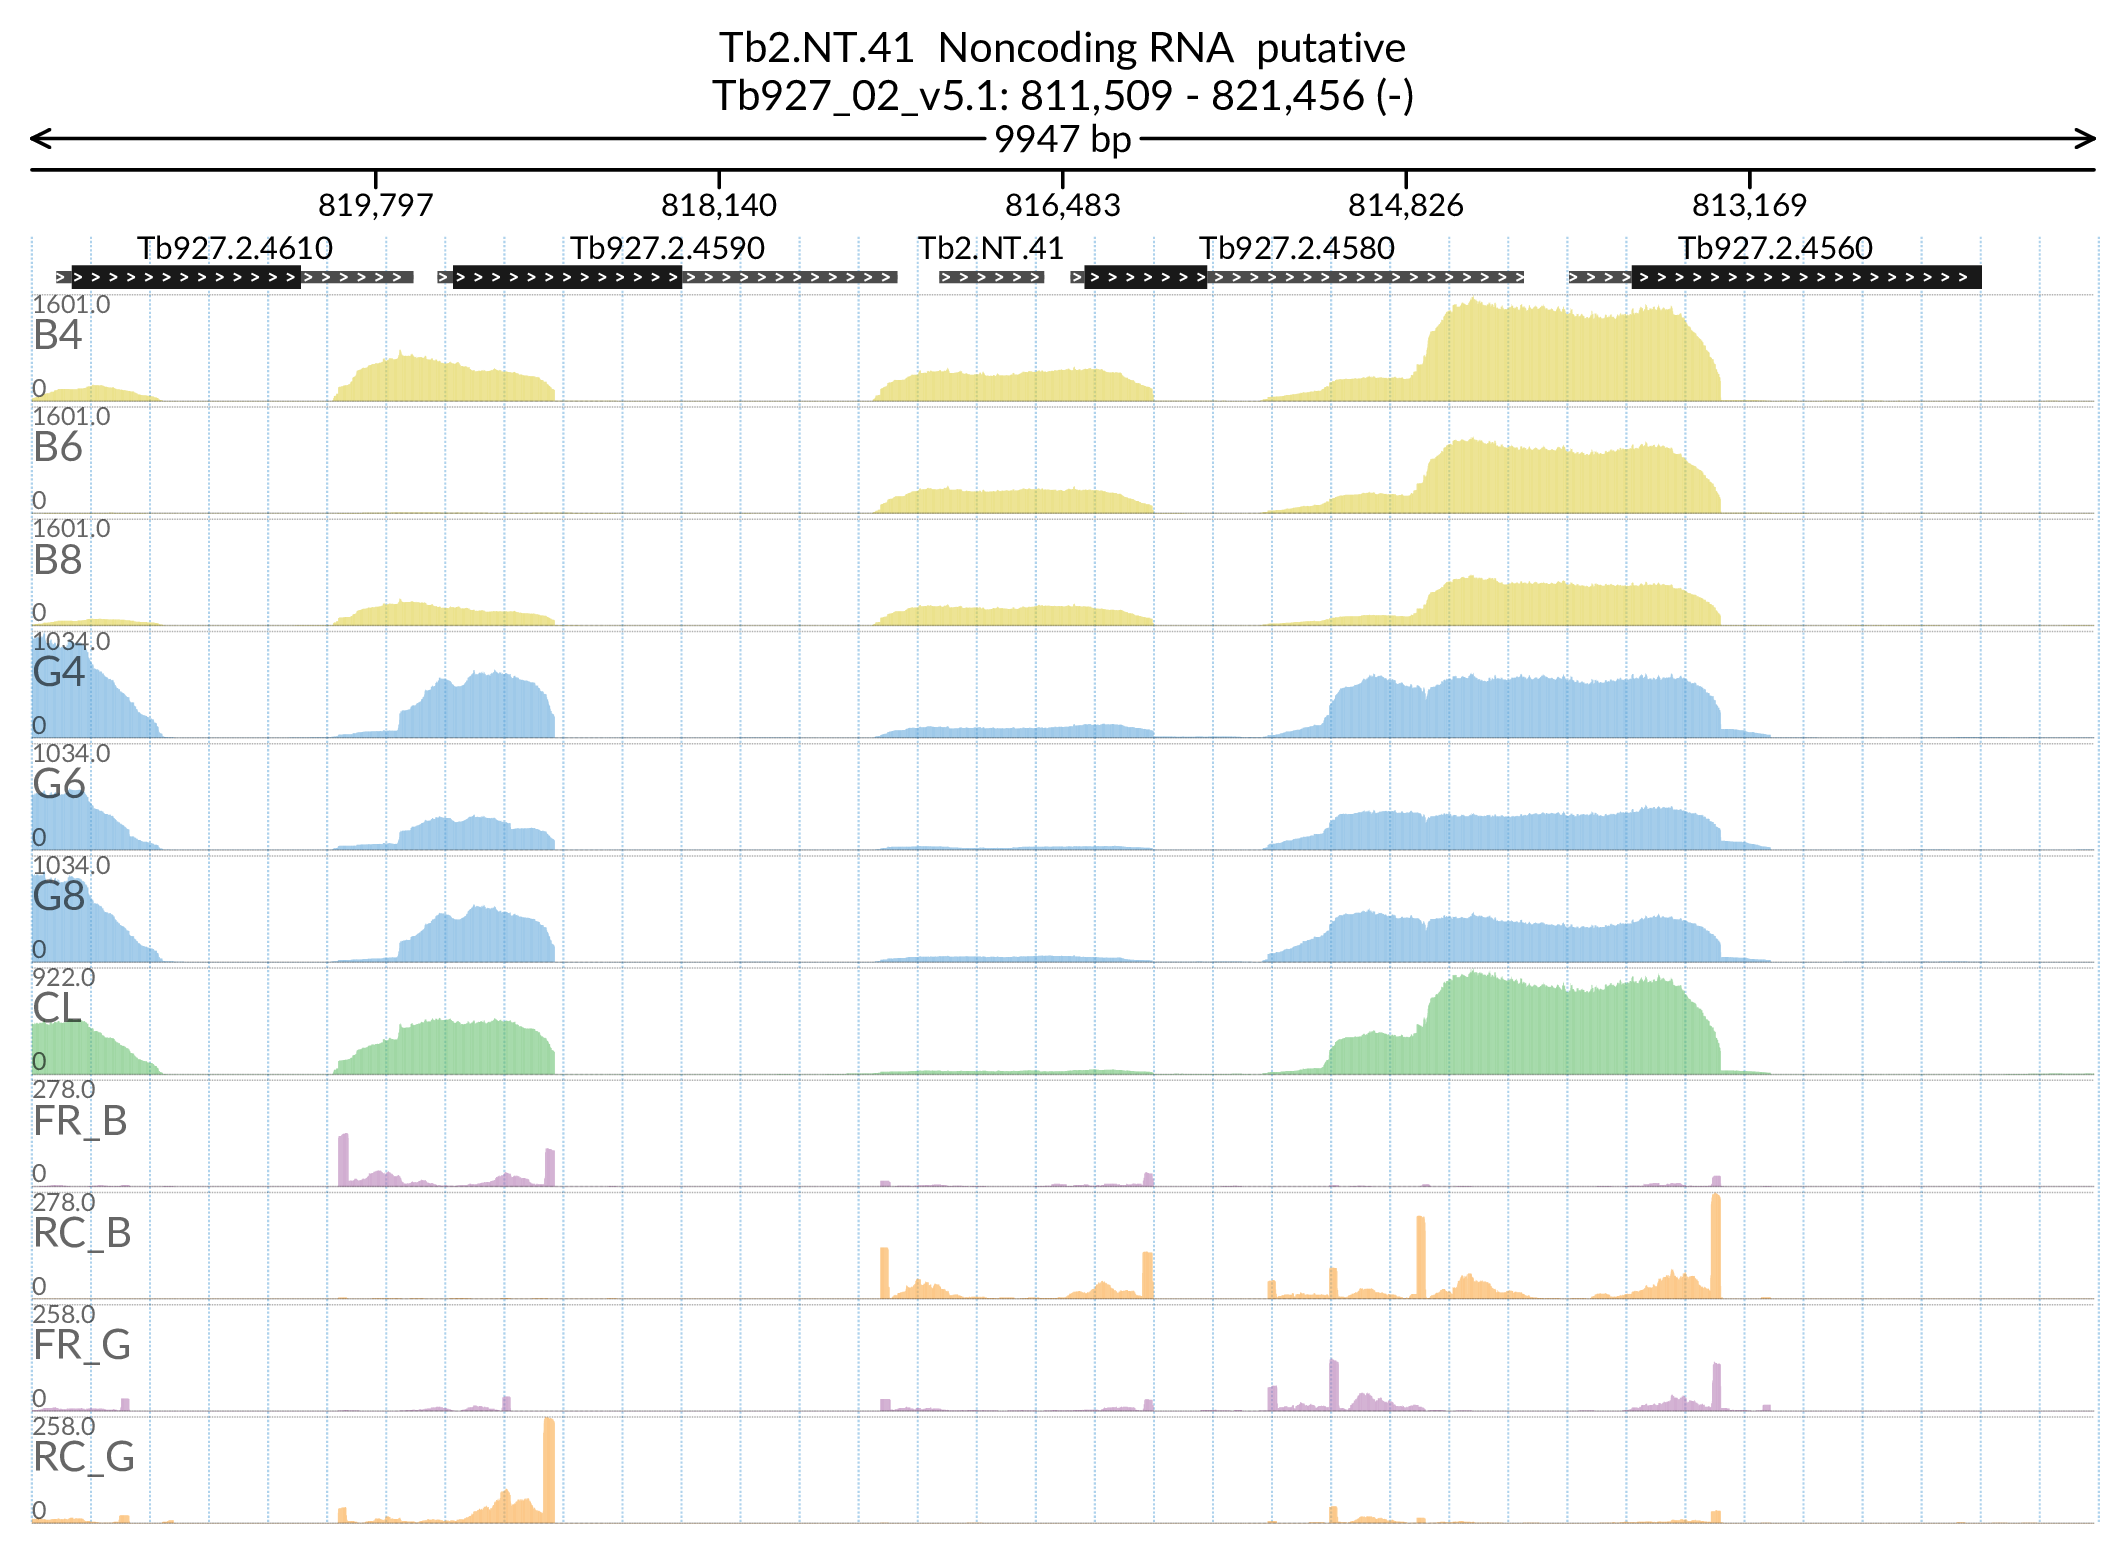 Tb2.NT.41 Noncoding RNA putative
Tb927_02_v5.1: 811,509 - 821,456 (-)
9947 bp
819,797 818,140 816,483 814,826 813,169
Tb927.2.4610 Tb927.2.4590 Tb2.NT.41 Tb927.2.4580 Tb927.2.4560
1601.0
B4
0
1601.0
B6
0
1601.0
B8
0
1034.0
G4
0
1034.0
G6
0
1034.0
G8
0
922.0
CL
0
278.0
FR_B
0
278.0
RC_B
0
258.0
FR_G
0
258.0
RC_G
0